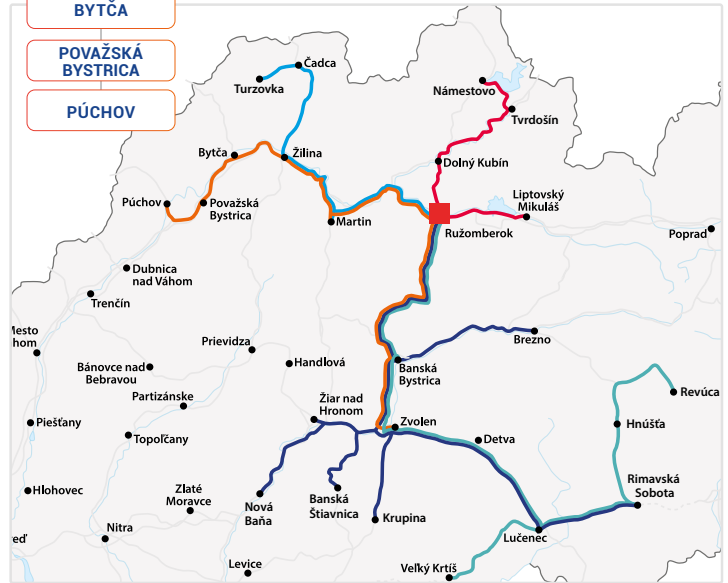 BYTČA
POVAŽSKÁ
BYSTRICA
PÚCHOV
Čadca
Turzovka
Námestovo
Tvrdošín
Bytča
Žilina
Dolný Kubín
Púchov
Považská
Bystrica
Martin
Liptovský
Mikuláš
Ružomberok
Poprad
Dubnica
nad Váhom
Trenčín
Prievidza
Handlová
Bánovce nad
Bebravou
Partizánske
Banská
Bystrica
Brezno
Revúca
Žiar nad
Hronom
Zvolen
Hnúšťa
Piešťany
Topoľčany
Detva
Hlohovec
Zlaté
Moravce
Nová
Baňa
Banská
Štiavnica
Krupina
Rimavská
Sobota
Nitra
Lučenec
Levice
Veľký Krtíš